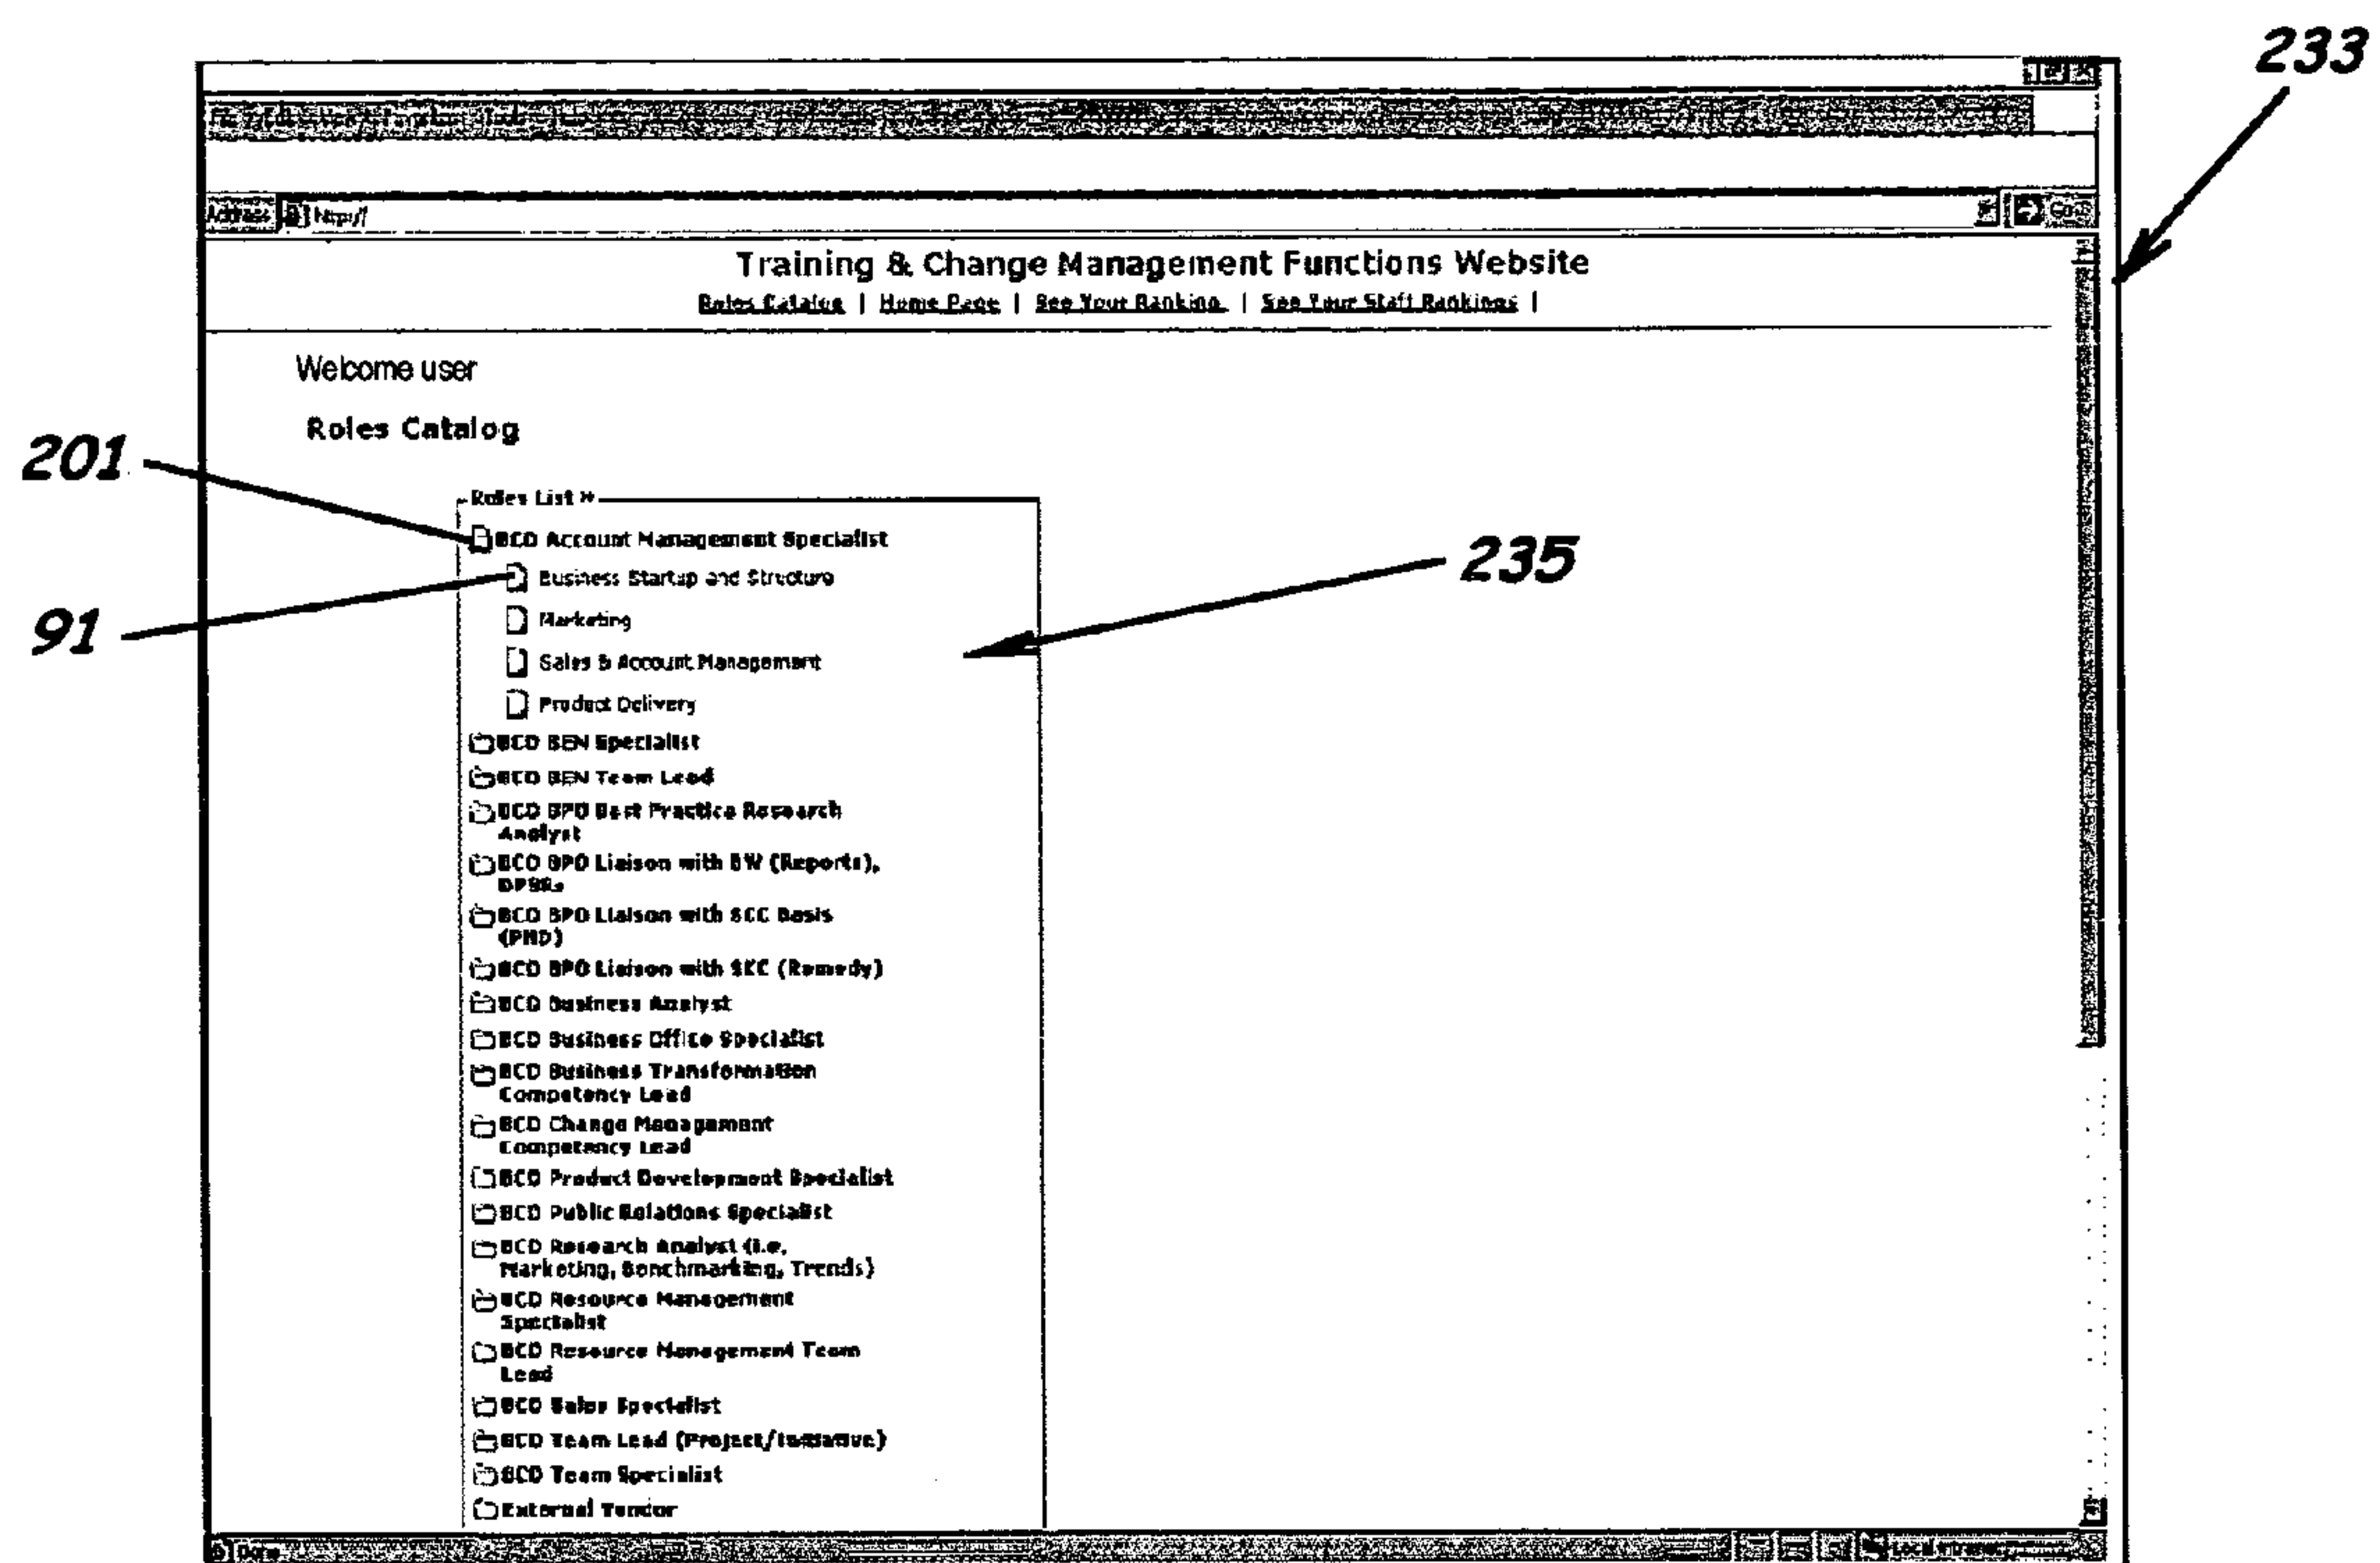 233
Address http://
Go
Training & Change Management Functions Website
Roles Catalog | Home Page | See Your Ranking | See Your Staff Rankings |
Welcome user
Roles Catalog
201
Roles List »
BCD Account Management Specialist
91
Business Startup and Structure
235
Marketing
Sales & Account Management
Product Delivery
BCD BEN Specialist
BCD BEN Team Lead
BCD BPO Best Practice Research
Analyst
BCD BPO Liaison with BW (Reports),
BCD BPO Liaison with SCC Basis
BCD BPO Liaison with SCC (Remedy)
BCD Business Analyst
BCD Business Office Specialist
BCD Business Transformation
Competency Lead
BCD Change Management
Competency Lead
BCD Product Development Specialist
BCD Public Relations Specialist
BCD Research Analyst (i.e,
Marketing, Benchmarking, Trends)
BCD Resource Management
Specialist
BCD Resource Management Team
Lead
BCD Sales Specialist
BCD Team Lead (Project/Initiative)
BCD Team Specialist
External Vendor
Done
Local intranet